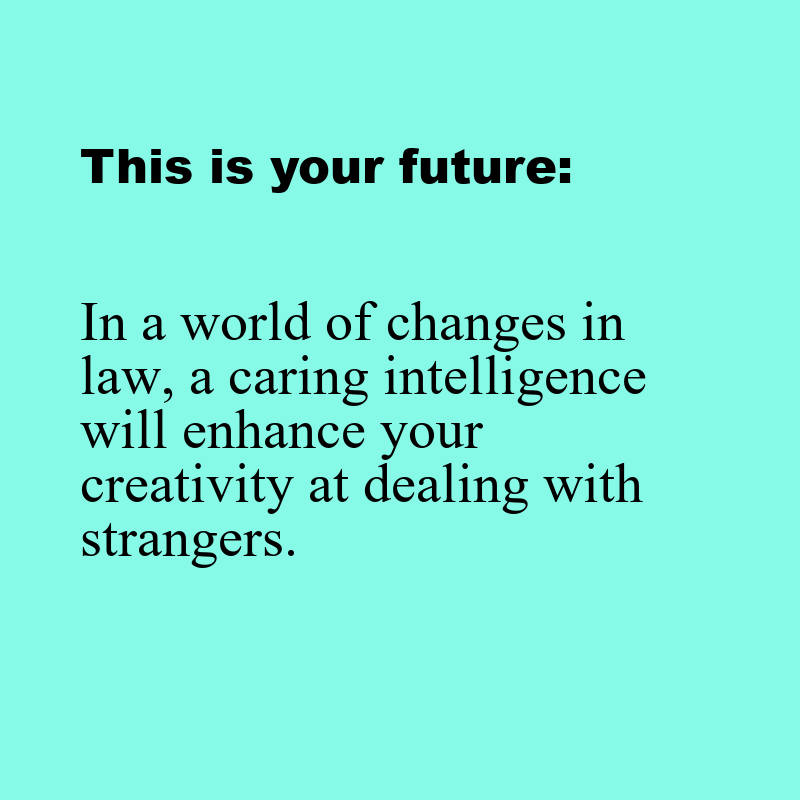 This is your future:
In a world of changes in
law, a caring intelligence
will enhance your
creativity at dealing with
strangers.